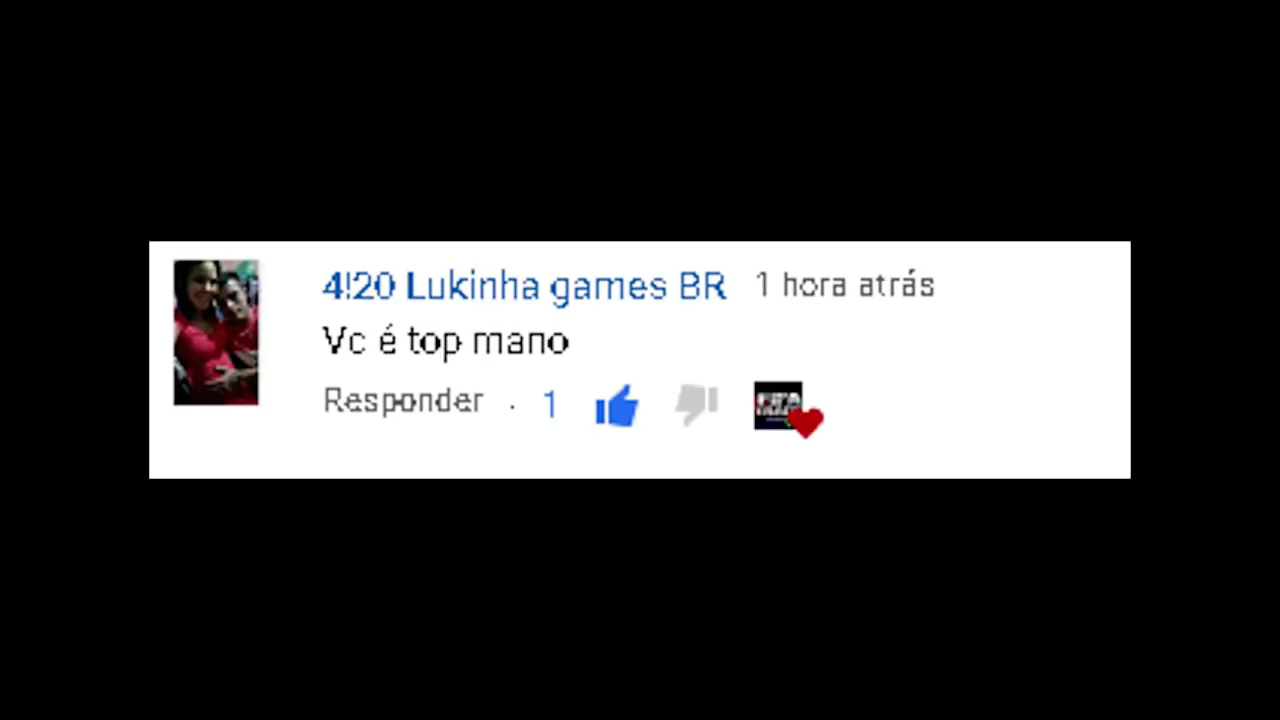 4!20 Lukinha games BR 1 hora atrás
Vc é top mano
Responder · 1